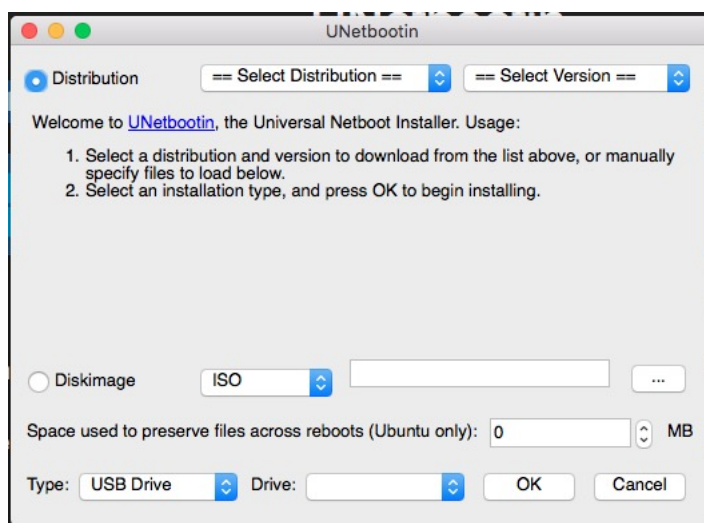 UNetbootin
Distribution == Select Distribution == == Select Version ==
Welcome to UNetbootin, the Universal Netboot Installer. Usage:
1. Select a distribution and version to download from the list above, or manually
specify files to load below.
2. Select an installation type, and press OK to begin installing.
Diskimage ISO ...
Space used to preserve files across reboots (Ubuntu only): 0 MB
Type: USB Drive Drive: OK Cancel